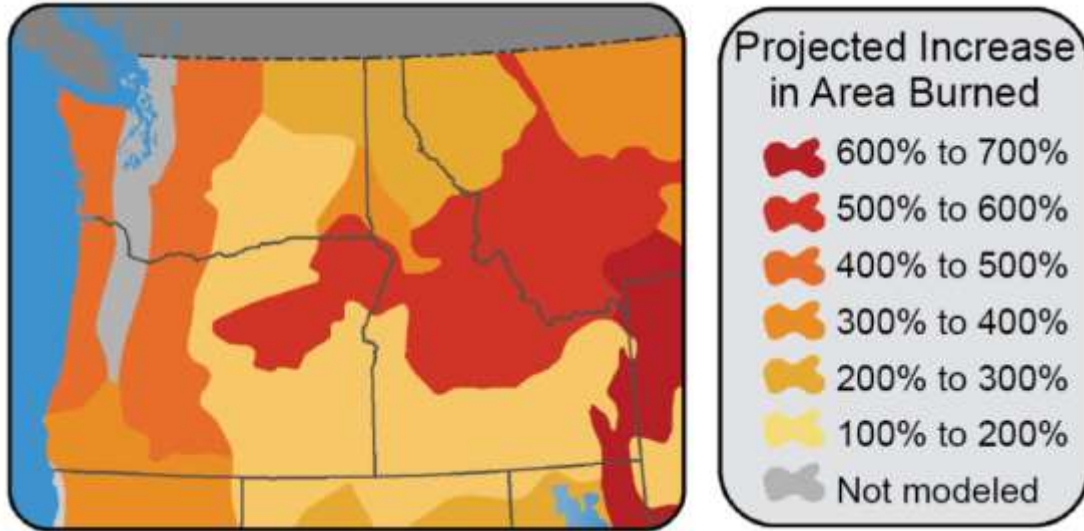 Projected Increase
in Area Burned
600% to 700%
500% to 600%
400% to 500%
300% to 400%
200% to 300%
100% to 200%
Not modeled